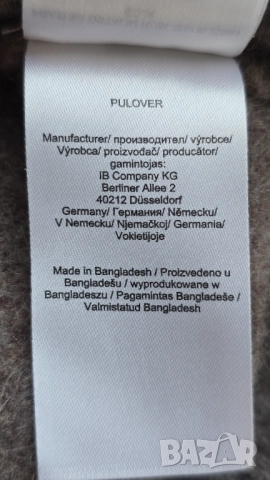 PULOVER
Manufacturer/ производител/ výrobce/
Výrobca/ proizvođač/ producător/
gamintojas:
IB Company KG
Berliner Allee 2
40212 Düsseldorf
Germany/ Германия/ Německu/
V Nemecku/ Njemačkoj/ Germania/
Vokietijoje
Made in Bangladesh / Proizvedeno u
Bangladešu / wyprodukowane w
Bangladeszu / Pagamintas Bangladeše /
Valmistatud Bangladesh
BAZAR